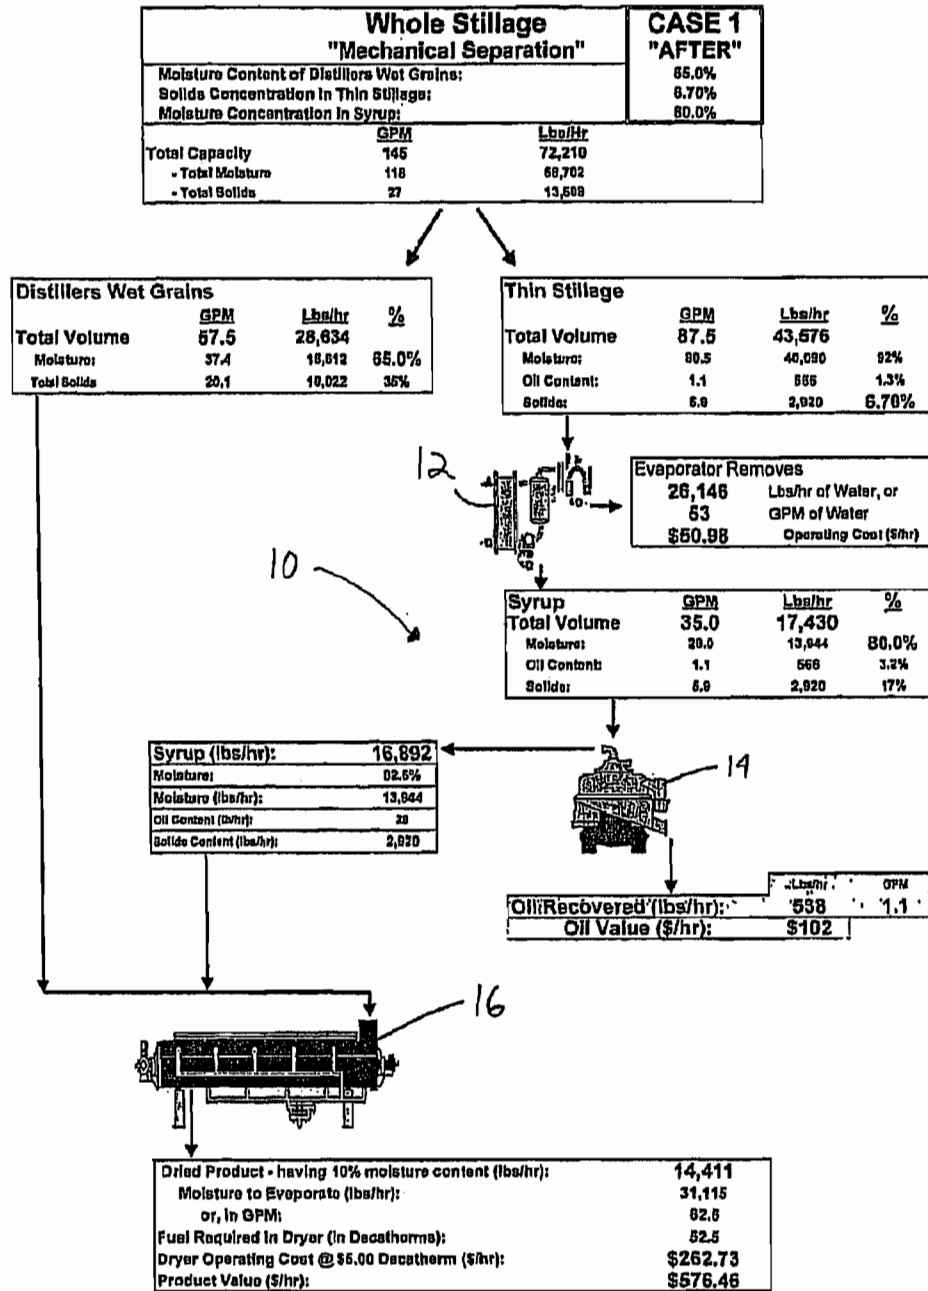 Whole Stillage CASE 1
"Mechanical Separation" "AFTER"
Moisture Content of Distillers Wet Grains: 65.0%
Solids Concentration in Thin Stillage: 6.70%
Moisture Concentration in Syrup: 80.0%
GPM Lbs/Hr
Total Capacity 145 72,210
- Total Moisture 118 58,702
- Total Solids 27 13,509
Distillers Wet Grains
GPM Lbs/hr %
Total Volume 57.5 28,634
Moisture: 37.4 18,612 65.0%
Total Solids 20.1 10,022 35%
Thin Stillage
GPM Lbs/hr %
Total Volume 87.5 43,576
Moisture: 80.5 40,090 92%
Oil Content: 1.1 566 1.3%
Solids: 5.9 2,920 6.70%
12
Evaporator Removes
26,146 Lbs/hr of Water, or
53 GPM of Water
$50.98 Operating Cost ($/hr)
10
Syrup GPM Lbs/hr %
Total Volume 35.0 17,430
Moisture: 13,944 80.0%
Oil Content: 1.1 566 3.2%
Solids: 5.9 2,920 17%
Syrup (lbs/hr): 16,892
Moisture: 82.5%
Moisture (lbs/hr): 13,944
Oil Content (lb/hr): 28
Solids Content (lbs/hr): 2,920
14
Lbs/hr GPM
Oil Recovered (lbs/hr): 538 1.1
Oil Value ($/hr): $102
16
Dried Product - having 10% moisture content (lbs/hr): 14,411
Moisture to Evaporate (lbs/hr): 31,115
or, in GPM: 62.5
Fuel Required in Dryer (in Decatherms): 52.5
Dryer Operating Cost @ $5.00 Decatherm ($/hr): $262.73
Product Value ($/hr): $576.46